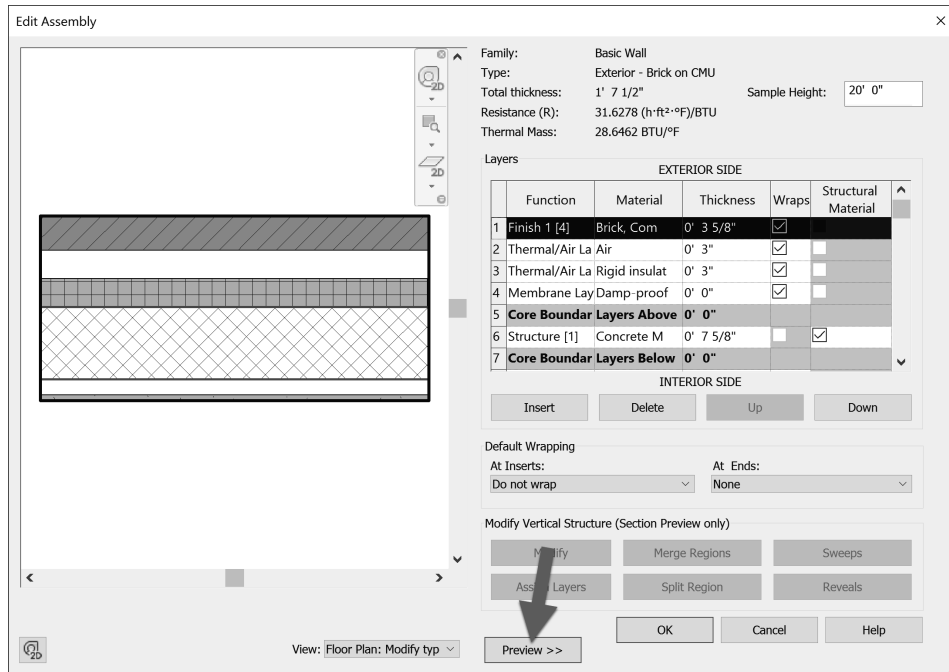 Edit Assembly
Family: Basic Wall
Type: Exterior - Brick on CMU
Total thickness: 1' 7 1/2" Sample Height: 20' 0"
Resistance (R): 31.6278 (h·ft²·°F)/BTU
Thermal Mass: 28.6462 BTU/°F
Layers
EXTERIOR SIDE
Function Material Thickness Wraps Structural Material
1 Finish 1 [4] Brick, Com 0' 3 5/8"
2 Thermal/Air La Air 0' 3"
3 Thermal/Air La Rigid insulat 0' 3"
4 Membrane Lay Damp-proof 0' 0"
5 Core Boundar Layers Above 0' 0"
6 Structure [1] Concrete M 0' 7 5/8"
7 Core Boundar Layers Below 0' 0"
INTERIOR SIDE
Insert Delete Up Down
Default Wrapping
At Inserts: At Ends:
Do not wrap None
Modify Vertical Structure (Section Preview only)
Merge Regions Sweeps
Layers Split Region Reveals
OK Cancel Help
View: Floor Plan: Modify typ Preview >>
2D
2D
2D